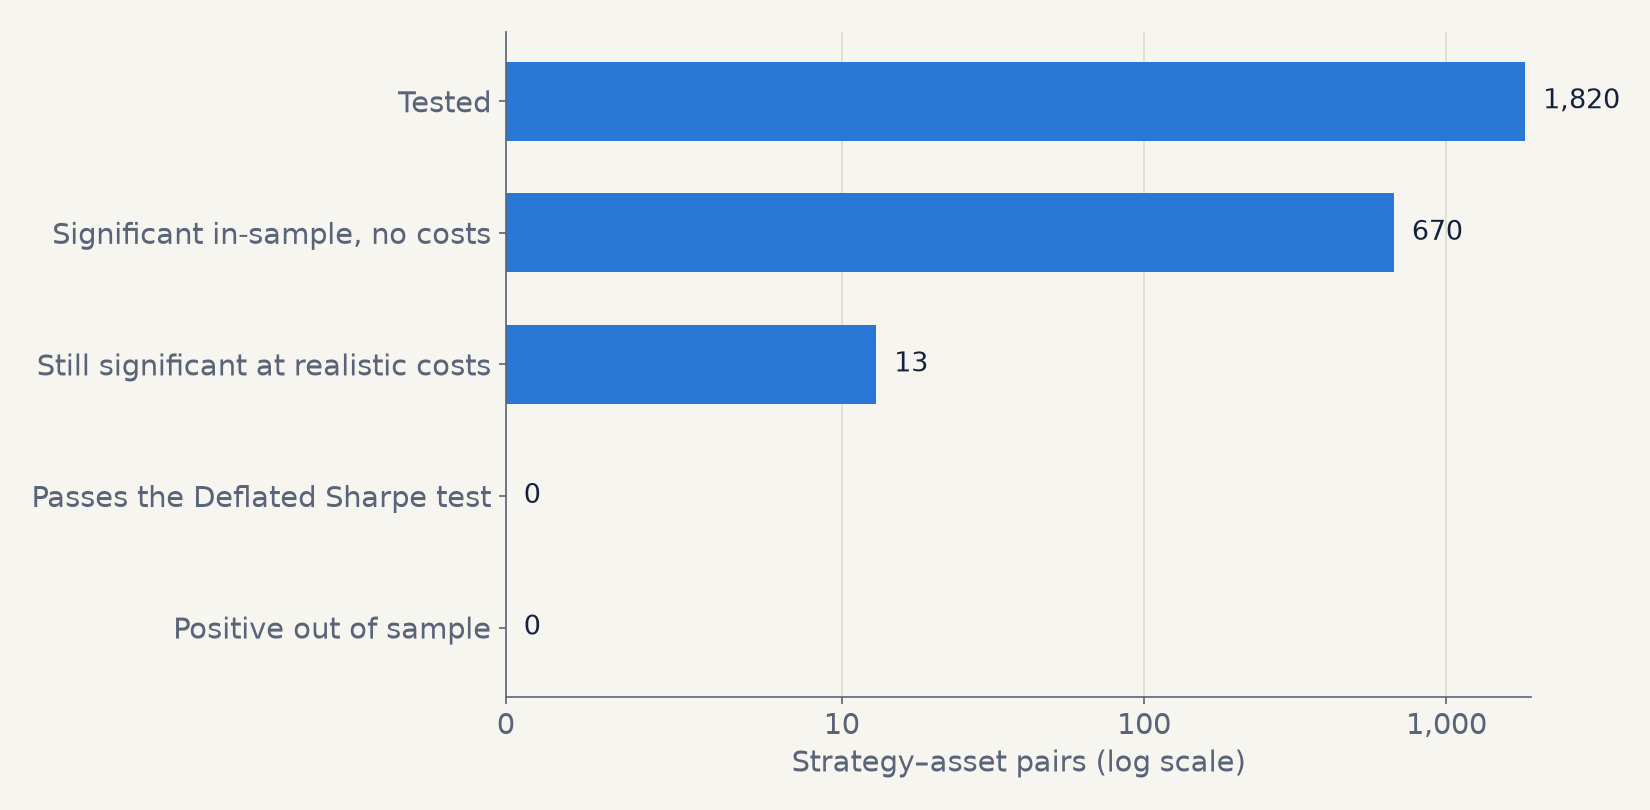 Tested
1,820
Significant in-sample, no costs
670
Still significant at realistic costs
13
Passes the Deflated Sharpe test
0
Positive out of sample
0
0 10 100 1,000
Strategy–asset pairs (log scale)